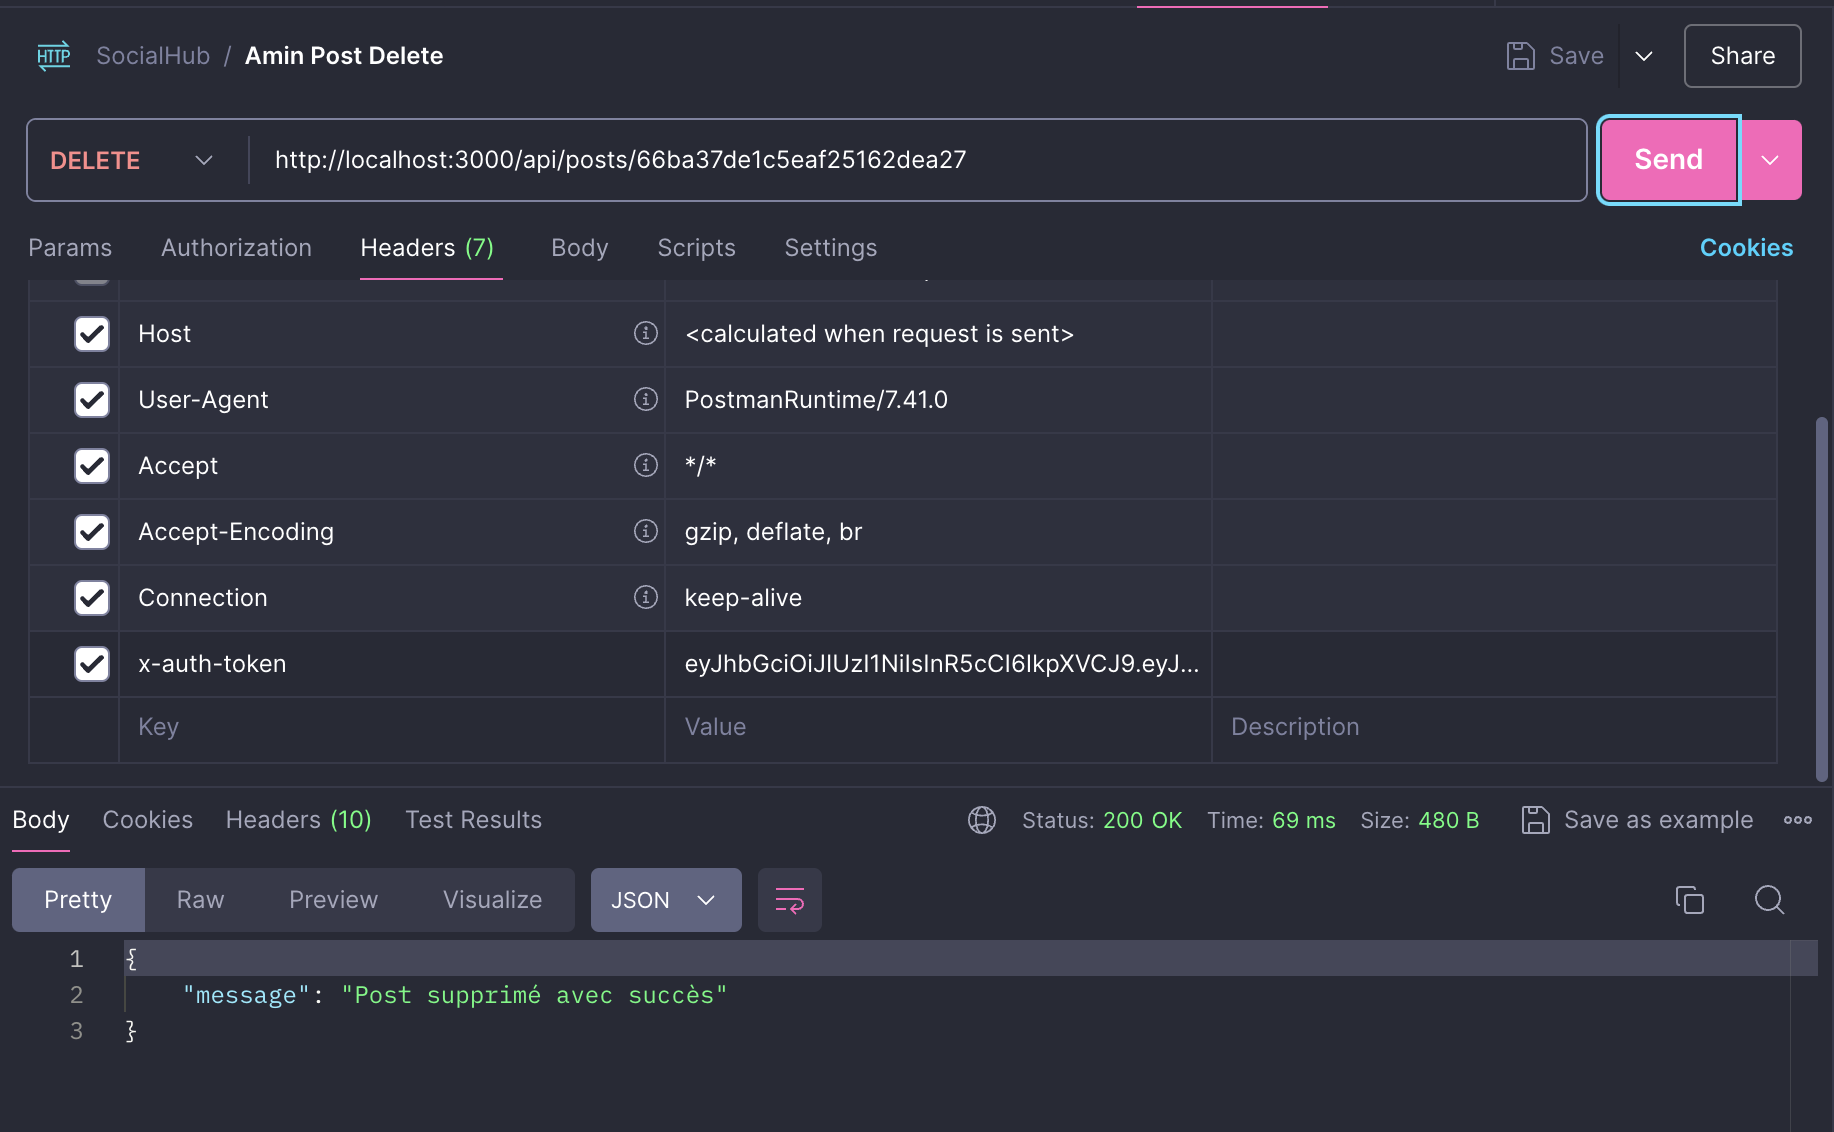 HTTP SocialHub / Amin Post Delete Save Share
DELETE http://localhost:3000/api/posts/66ba37de1c5eaf25162dea27 Send
Params Authorization Headers (7) Body Scripts Settings Cookies
Host <calculated when request is sent>
User-Agent PostmanRuntime/7.41.0
Accept */*
Accept-Encoding gzip, deflate, br
Connection keep-alive
x-auth-token eyJhbGciOiJIUzI1NiIsInR5cCI6IkpXVCJ9.eyJ...
Key Value Description
Body Cookies Headers (10) Test Results Status: 200 OK Time: 69 ms Size: 480 B Save as example
Pretty Raw Preview Visualize JSON
1 {
2 "message": "Post supprimé avec succès"
3 }